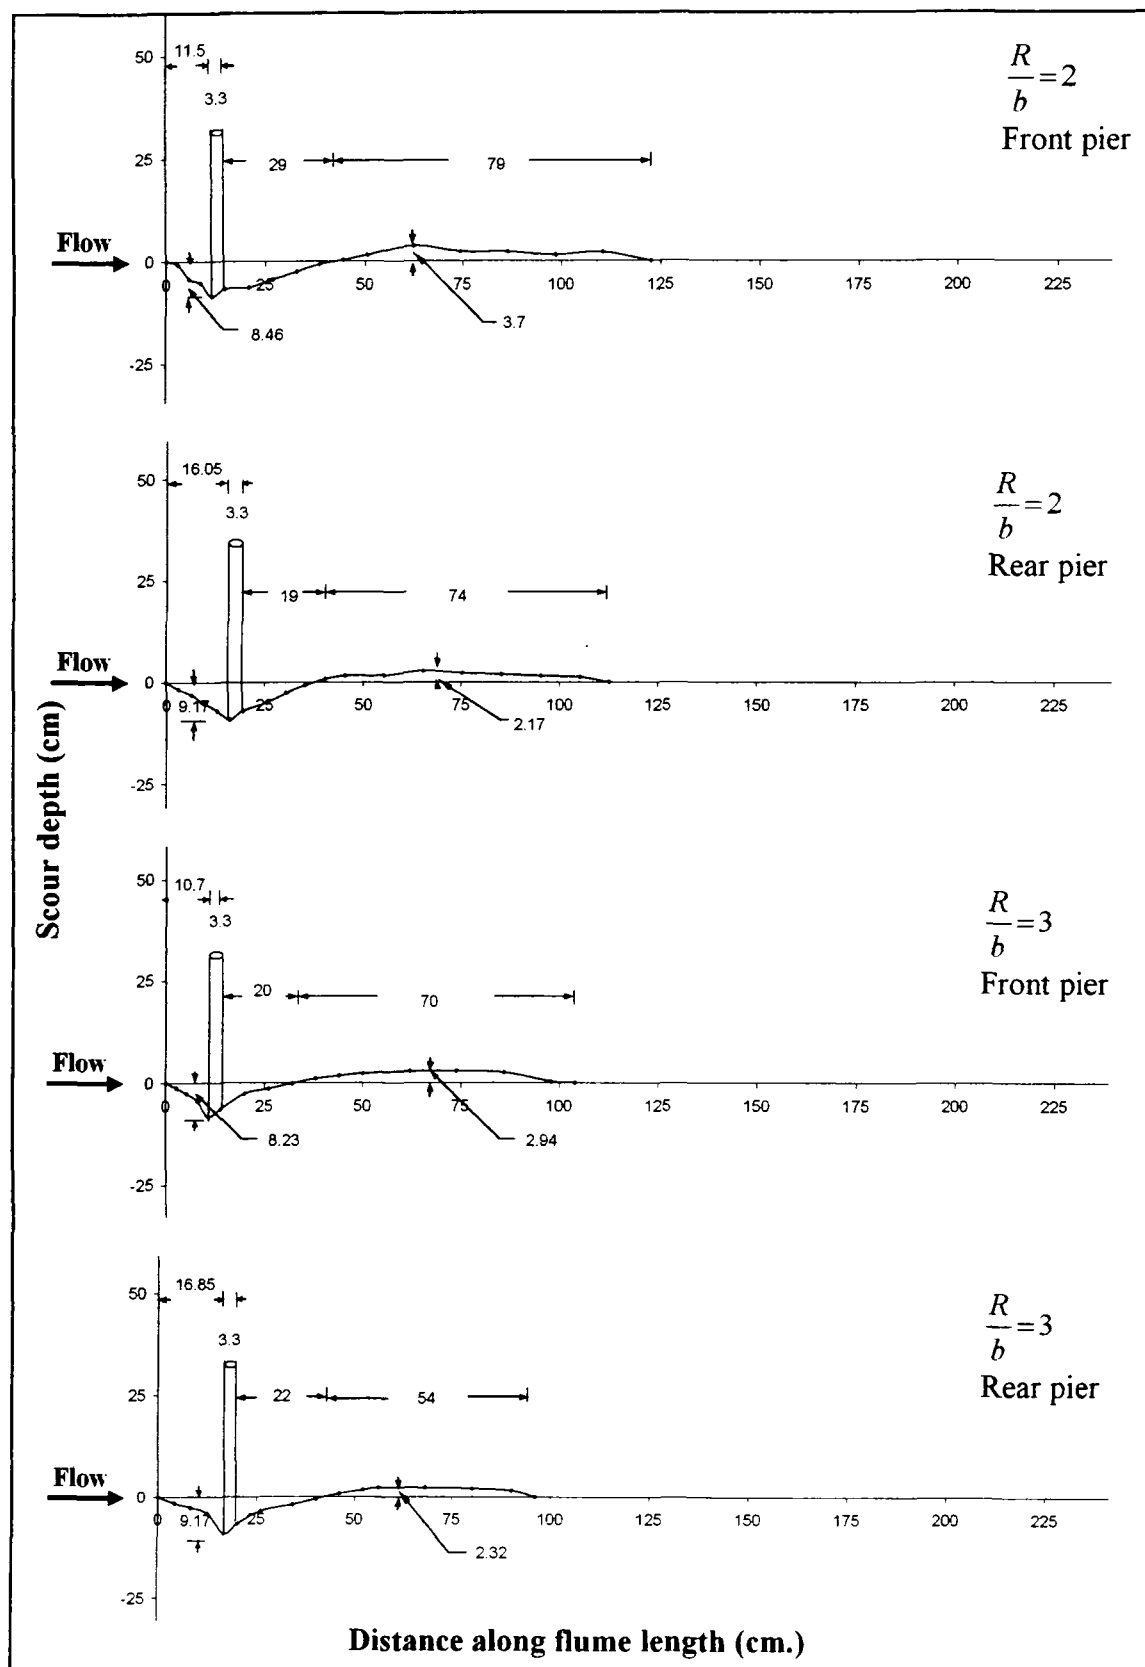 50
11.5
3.3
R/b = 2
Front pier
25
29
79
Flow
0
0 25 50 75 100 125 150 175 200 225
8.46
3.7
-25
50
16.05
3.3
R/b = 2
Rear pier
25
19
74
Flow
0
0 25 50 75 100 125 150 175 200 225
9.17
2.17
-25
Scour depth (cm)
50
10.7
3.3
R/b = 3
Front pier
25
20
70
Flow
0
0 25 50 75 100 125 150 175 200 225
8.23
2.94
-25
50
16.85
3.3
R/b = 3
Rear pier
25
22
54
Flow
0
0 25 50 75 100 125 150 175 200 225
9.17
2.32
-25
Distance along flume length (cm.)